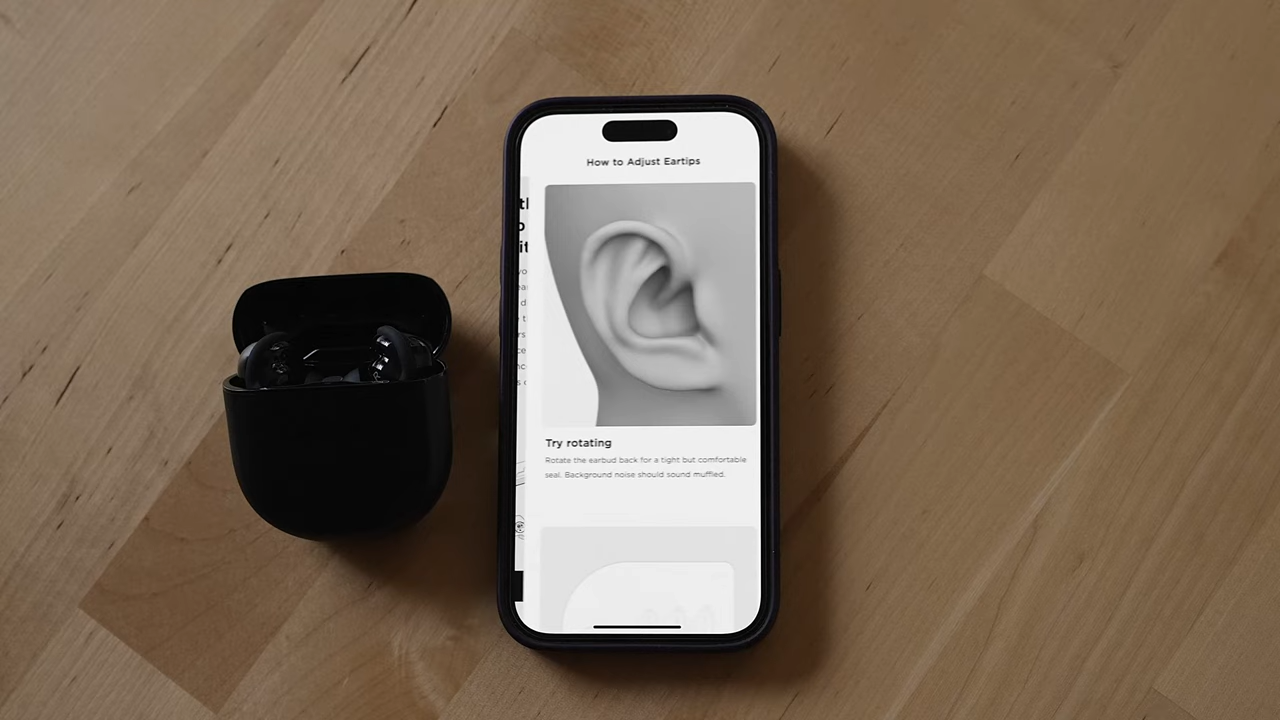 How to Adjust Eartips
Try rotating
Rotate the earbud back for a tight but comfortable
seal. Background noise should sound muffled.